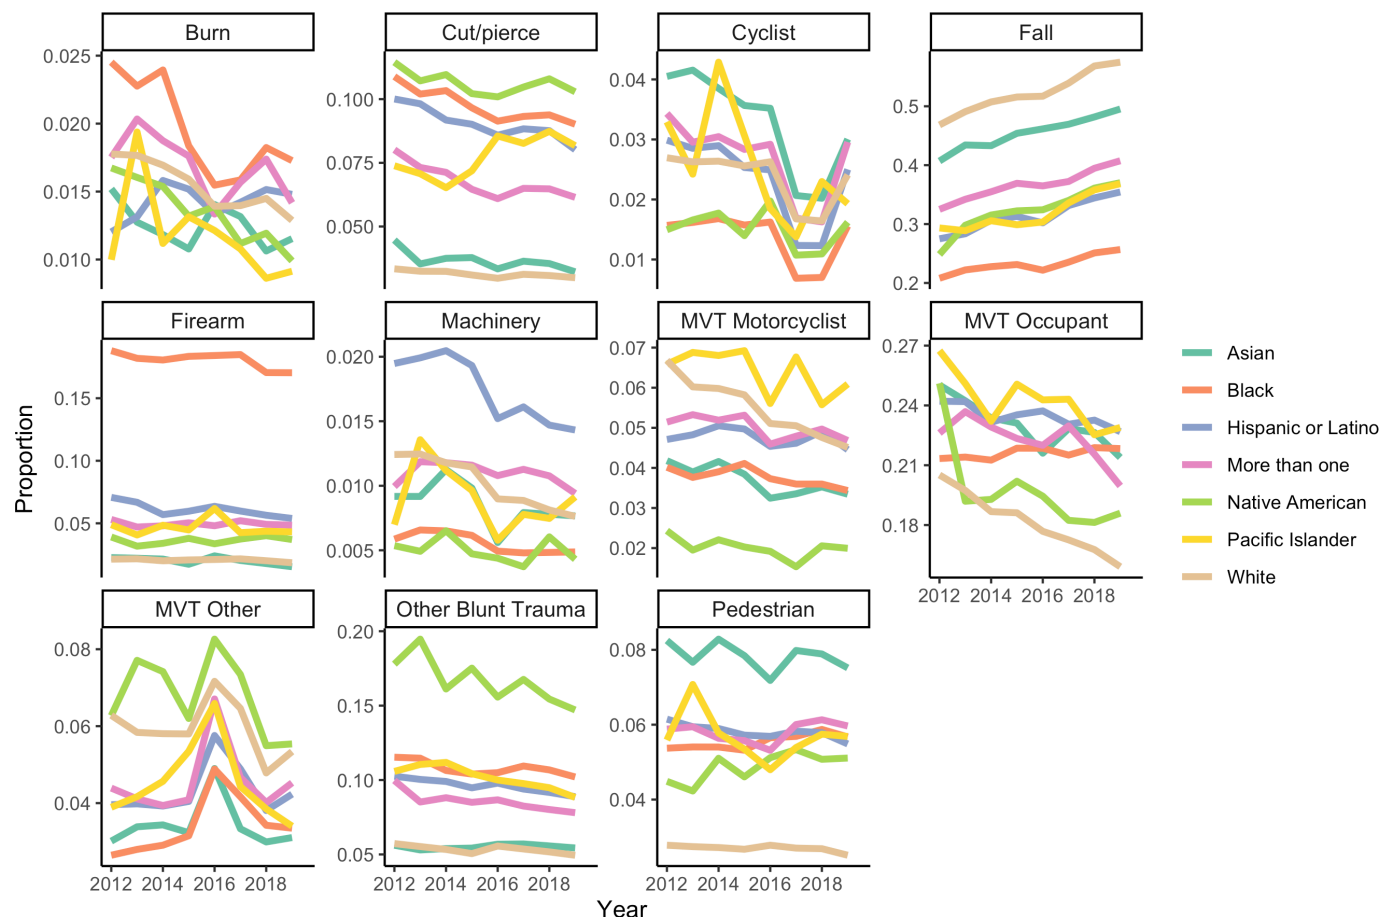 Burn
Cut/pierce
Cyclist
Fall
0.025
0.020
0.015
0.010
0.100
0.075
0.050
0.04
0.03
0.02
0.01
0.5
0.4
0.3
0.2
Firearm
Machinery
MVT Motorcyclist
MVT Occupant
0.15
0.10
0.05
0.020
0.015
0.010
0.005
0.07
0.06
0.05
0.04
0.03
0.02
0.27
0.24
0.21
0.18
2012 2014 2016 2018
MVT Other
Other Blunt Trauma
Pedestrian
0.08
0.06
0.04
0.20
0.15
0.10
0.05
0.08
0.06
0.04
2012 2014 2016 2018
2012 2014 2016 2018
2012 2014 2016 2018
Proportion
Year
Asian
Black
Hispanic or Latino
More than one
Native American
Pacific Islander
White